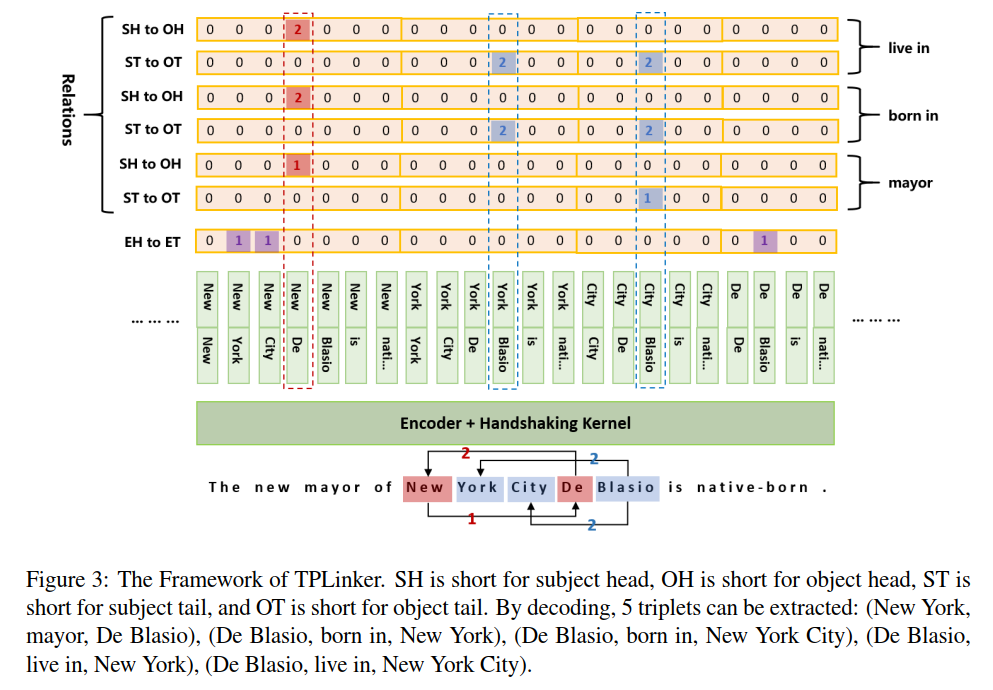 SH to OH 0 0 0 2 0 0 0 0 0 0 0 0 0 0 0 0 0 0 0 0 0 0
live in
ST to OT 0 0 0 0 0 0 0 0 0 0 2 0 0 0 0 2 0 0 0 0 0 0
SH to OH 0 0 0 2 0 0 0 0 0 0 0 0 0 0 0 0 0 0 0 0 0 0
Relations
born in
ST to OT 0 0 0 0 0 0 0 0 0 0 2 0 0 0 0 2 0 0 0 0 0 0
SH to OH 0 0 0 1 0 0 0 0 0 0 0 0 0 0 0 0 0 0 0 0 0 0
mayor
ST to OT 0 0 0 0 0 0 0 0 0 0 0 0 0 0 0 1 0 0 0 0 0 0
EH to ET 0 1 1 0 0 0 0 0 0 0 0 0 0 0 0 0 0 0 0 1 0 0
New New New New New New New York York York York York York City City City City City De De De De
... ... ... ... ... ...
New York City De Blasio is nati... York City De Blasio is nati... City De Blasio is nati... De Blasio is nati...
Encoder + Handshaking Kernel
2 2
The new mayor of New York City De Blasio is native-born .
1 2
Figure 3: The Framework of TPLinker. SH is short for subject head, OH is short for object head, ST is
short for subject tail, and OT is short for object tail. By decoding, 5 triplets can be extracted: (New York,
mayor, De Blasio), (De Blasio, born in, New York), (De Blasio, born in, New York City), (De Blasio,
live in, New York), (De Blasio, live in, New York City).